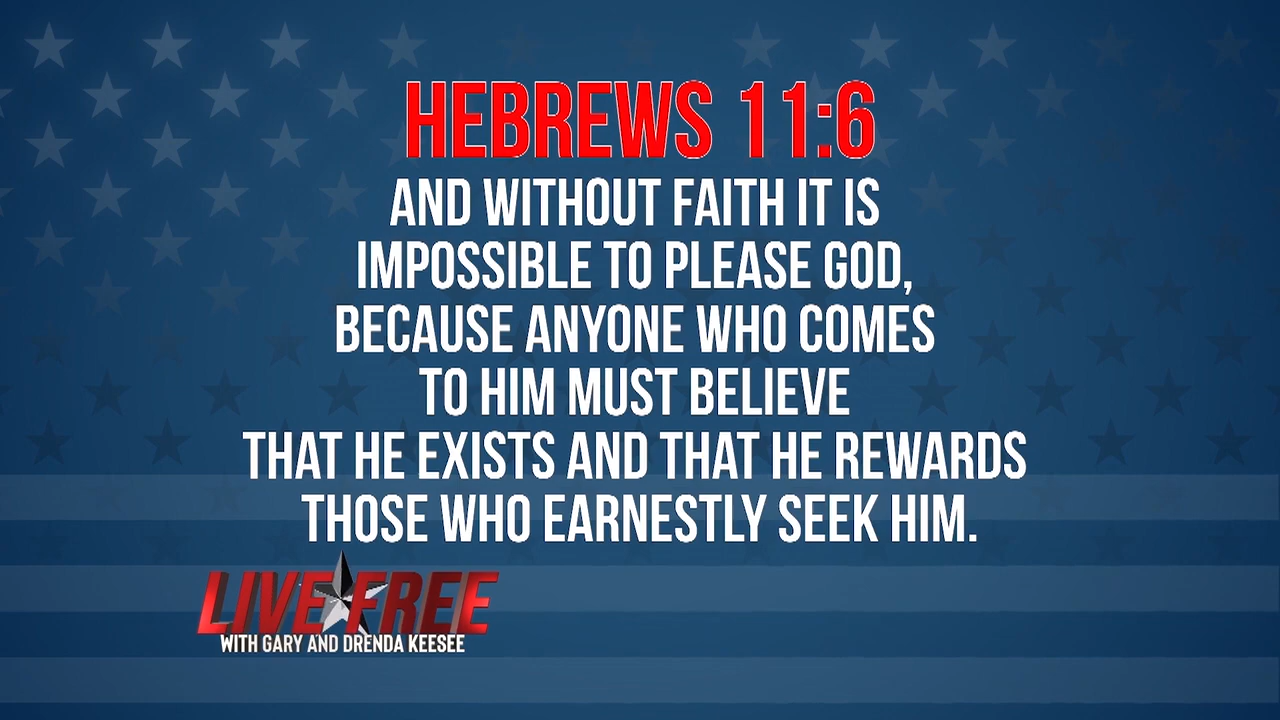 HEBREWS 11:6
AND WITHOUT FAITH IT IS
IMPOSSIBLE TO PLEASE GOD,
BECAUSE ANYONE WHO COMES
TO HIM MUST BELIEVE
THAT HE EXISTS AND THAT HE REWARDS
THOSE WHO EARNESTLY SEEK HIM.
LIVE FREE
WITH GARY AND DRENDA KEESEE